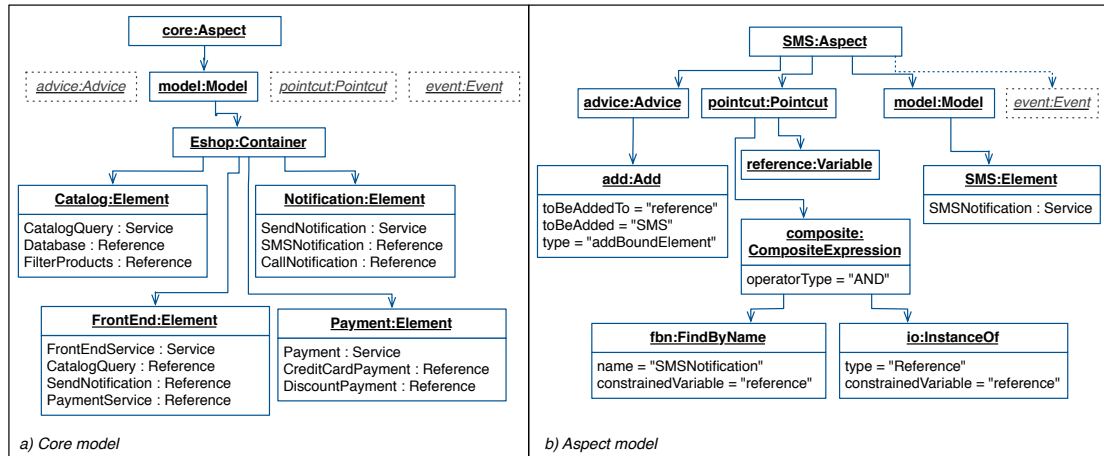 core:Aspect
advice:Advice
model:Model
pointcut:Pointcut
event:Event
Eshop:Container
Catalog:Element
CatalogQuery : Service
Database : Reference
FilterProducts : Reference
Notification:Element
SendNotification : Service
SMSNotification : Reference
CallNotification : Reference
FrontEnd:Element
FrontEndService : Service
CatalogQuery : Reference
SendNotification : Reference
PaymentService : Reference
Payment:Element
Payment : Service
CreditCardPayment : Reference
DiscountPayment : Reference
a) Core model
SMS:Aspect
advice:Advice
pointcut:Pointcut
model:Model
event:Event
reference:Variable
add:Add
toBeAddedTo = "reference"
toBeAdded = "SMS"
type = "addBoundElement"
SMS:Element
SMSNotification : Service
composite:
CompositeExpression
operatorType = "AND"
fbn:FindByName
name = "SMSNotification"
constrainedVariable = "reference"
io:InstanceOf
type = "Reference"
constrainedVariable = "reference"
b) Aspect model